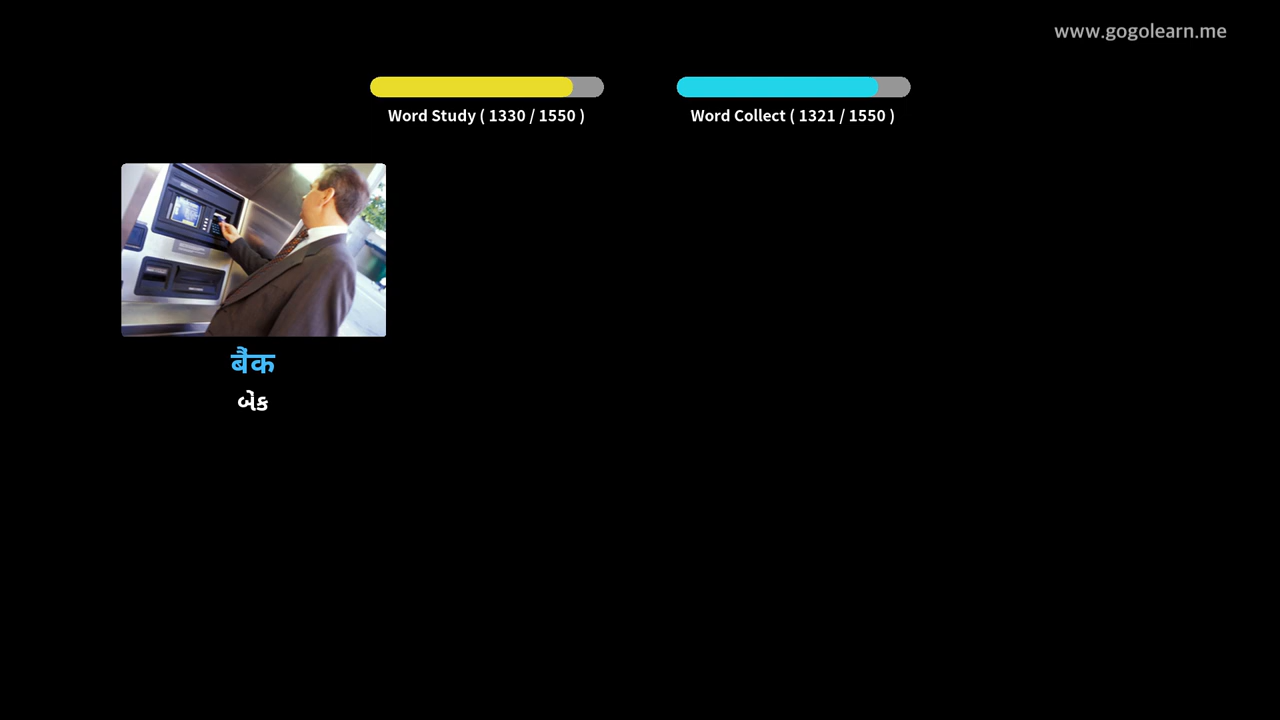 www.gogolearn.me
Word Study ( 1330 / 1550 )
Word Collect ( 1321 / 1550 )
बैंक
બેંક